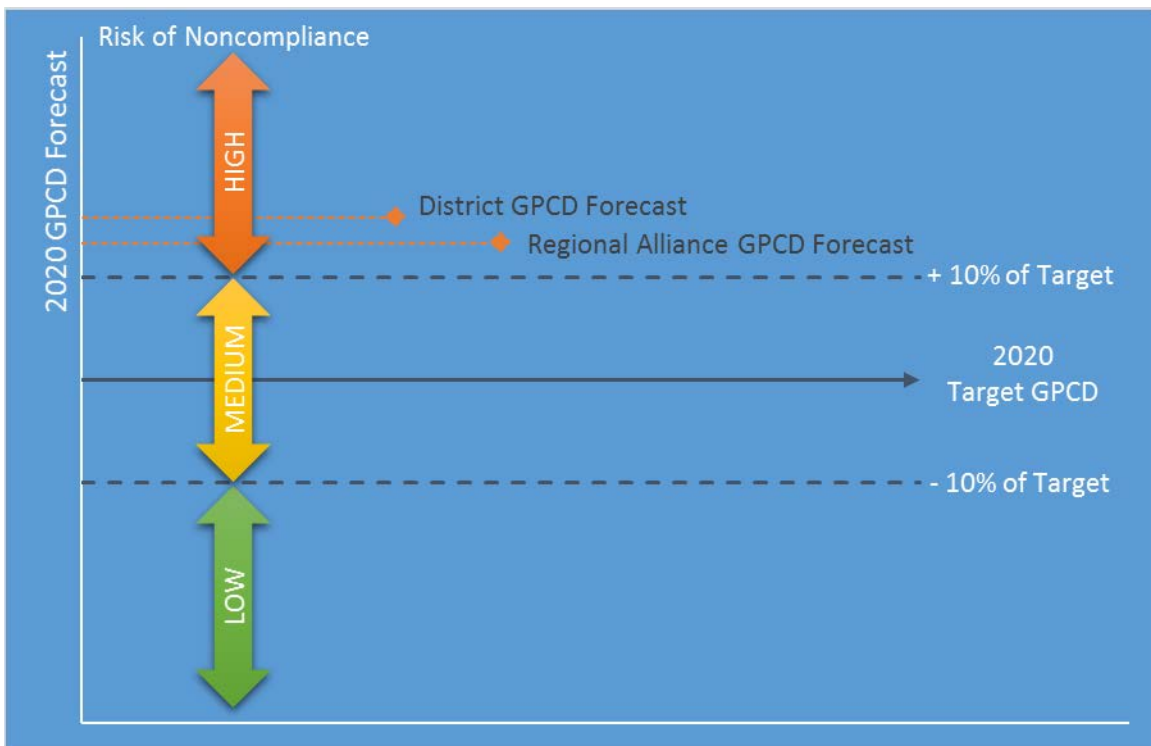 Risk of Noncompliance
2020 GPCD Forecast
HIGH
District GPCD Forecast
Regional Alliance GPCD Forecast
+ 10% of Target
MEDIUM
2020
Target GPCD
- 10% of Target
LOW